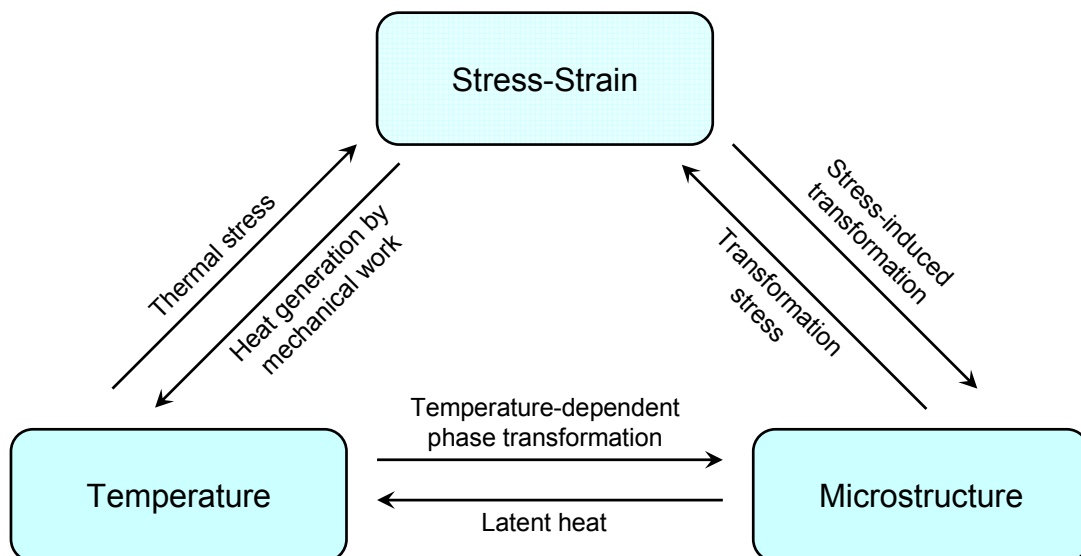 Stress-Strain
Thermal stress
Heat generation by
mechanical work
Stress-induced
transformation
Transformation
stress
Temperature-dependent
phase transformation
Temperature
Latent heat
Microstructure